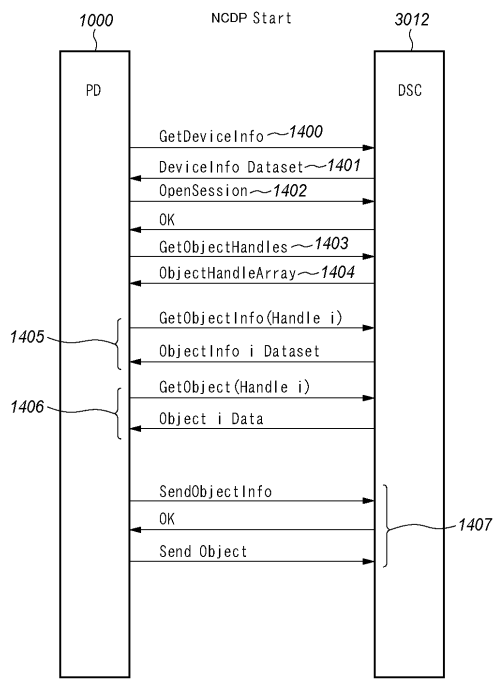 1000 NCDP Start 3012
PD DSC
GetDeviceInfo 1400
DeviceInfo Dataset 1401
OpenSession 1402
OK
GetObjectHandles 1403
ObjectHandleArray 1404
GetObjectInfo(Handle i)
1405
ObjectInfo i Dataset
GetObject(Handle i)
1406
Object i Data
SendObjectInfo
OK
1407
Send Object